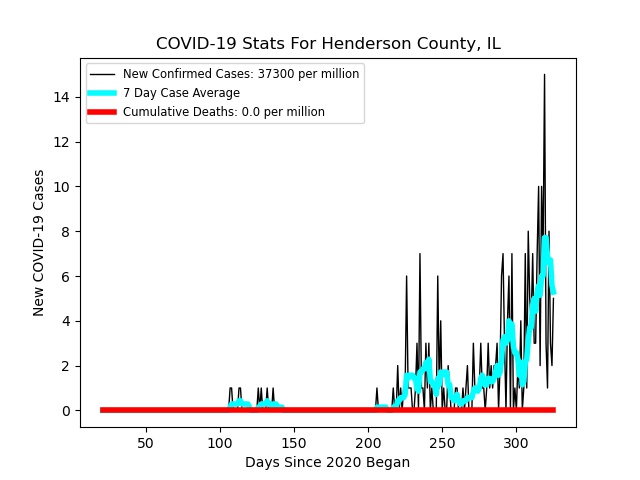 COVID-19 Stats For Henderson County, IL
New Confirmed Cases: 37300 per million
7 Day Case Average
Cumulative Deaths: 0.0 per million
New COVID-19 Cases
14
12
10
8
6
4
2
0
50 100 150 200 250 300
Days Since 2020 Began